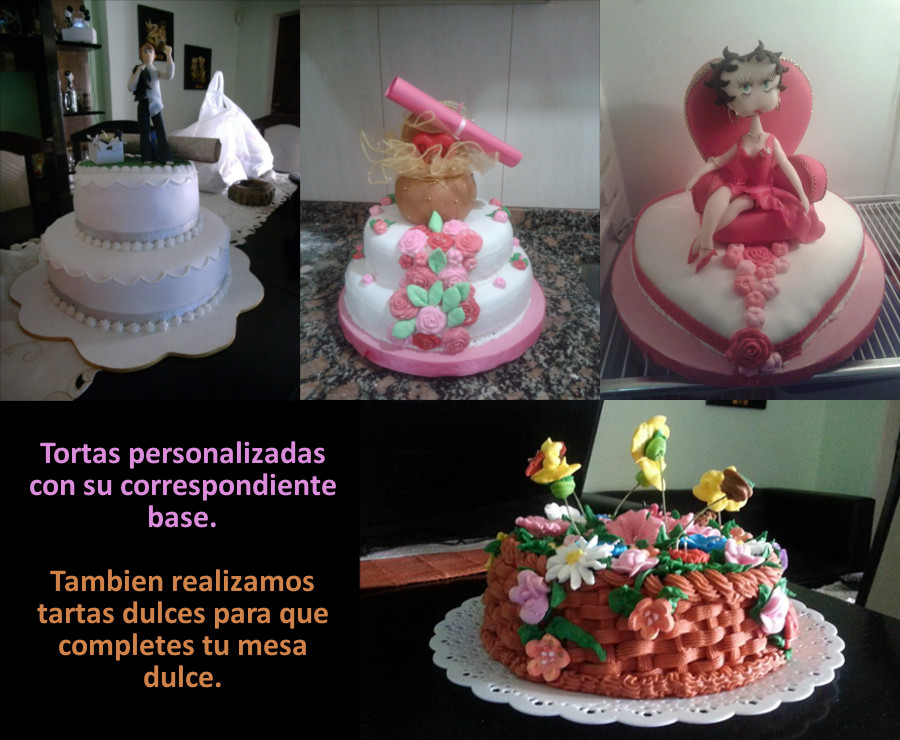 Tortas personalizadas
con su correspondiente
base.
Tambien realizamos
tartas dulces para que
completes tu mesa
dulce.